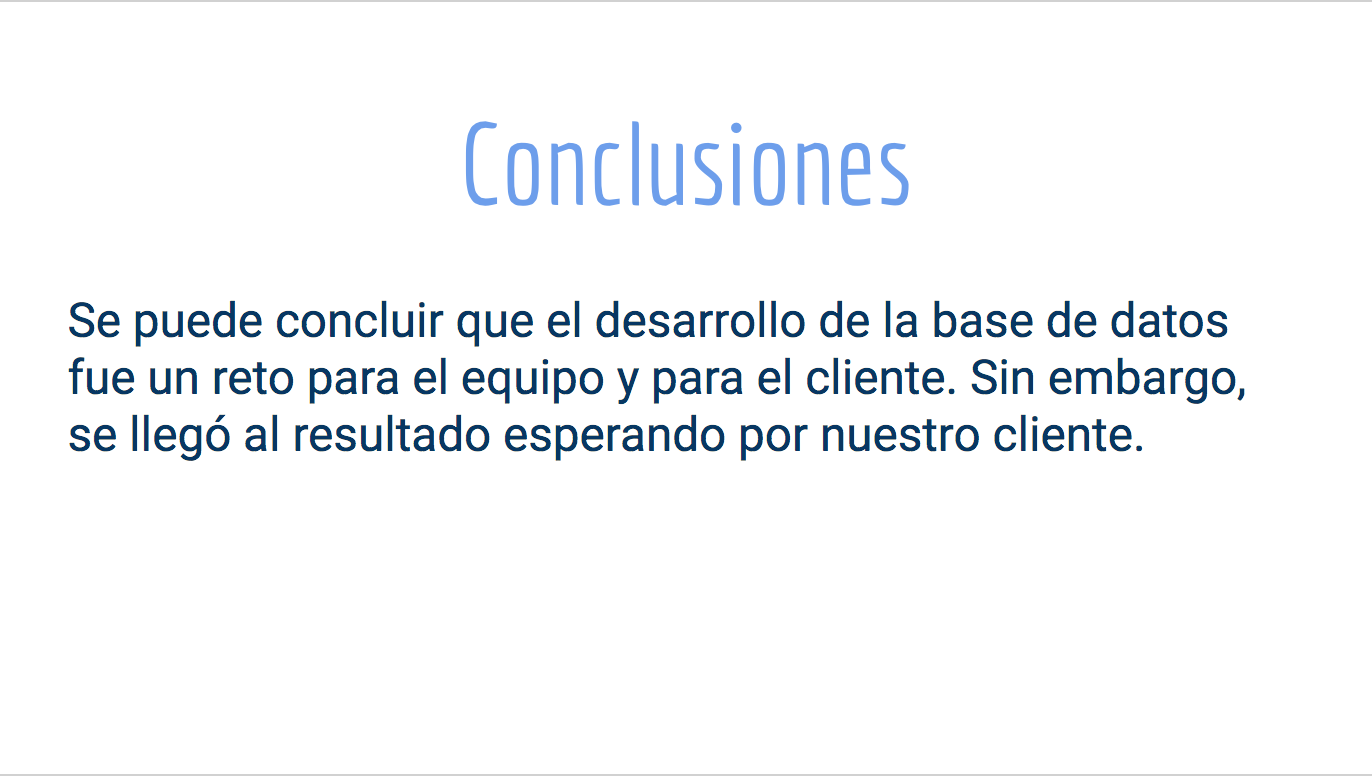 Conclusiones
Se puede concluir que el desarrollo de la base de datos
fue un reto para el equipo y para el cliente. Sin embargo,
se llegó al resultado esperando por nuestro cliente.